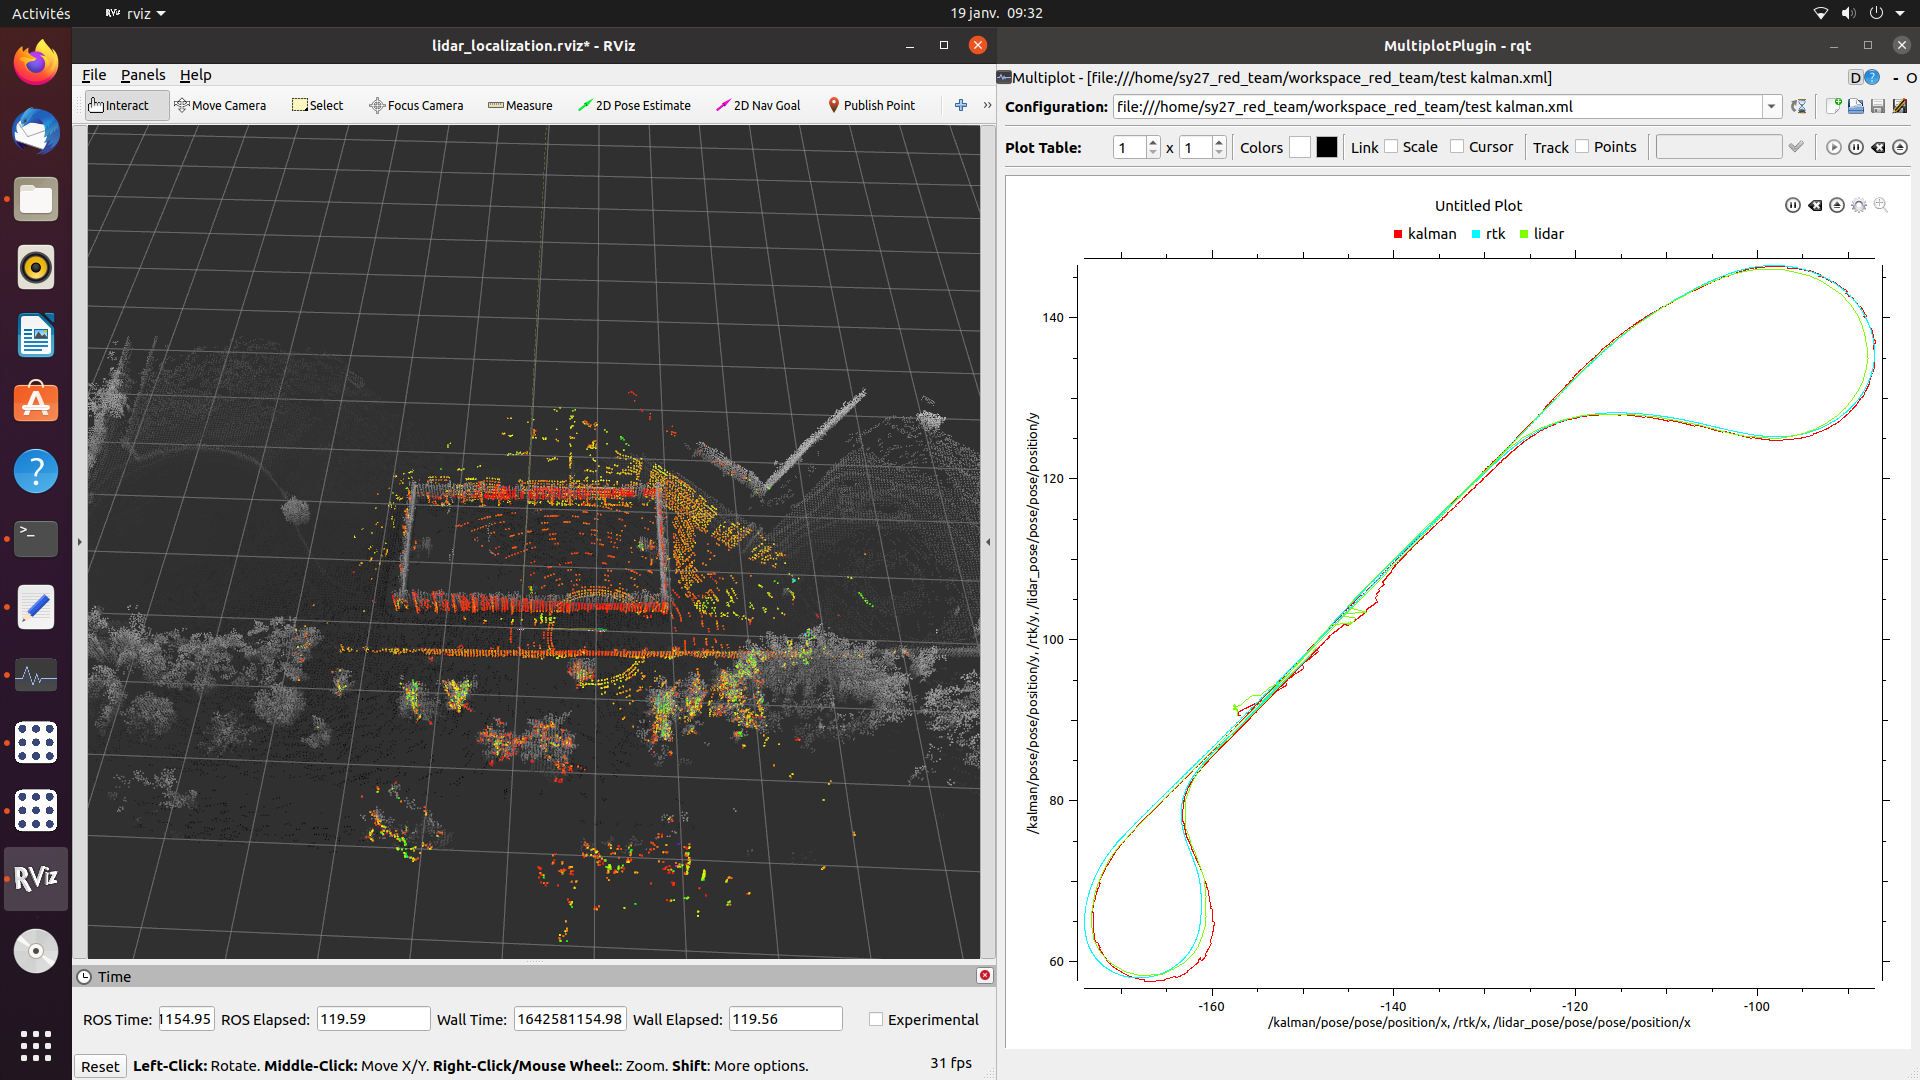 Activités
RViz rviz
19 janv. 09:32
lidar_localization.rviz* - RViz
File Panels Help
Interact Move Camera Select Focus Camera Measure 2D Pose Estimate 2D Nav Goal Publish Point »
Time
ROS Time: 1154.95 ROS Elapsed: 119.59 Wall Time: 1642581154.98 Wall Elapsed: 119.56 Experimental
Reset Left-Click: Rotate. Middle-Click: Move X/Y. Right-Click/Mouse Wheel:: Zoom. Shift: More options. 31 fps
MultiplotPlugin - rqt
Multiplot - [file:///home/sy27_red_team/workspace_red_team/test kalman.xml] D ? - O
Configuration: file:///home/sy27_red_team/workspace_red_team/test kalman.xml
Plot Table: 1 x 1 Colors Link Scale Cursor Track Points
Untitled Plot
kalman rtk lidar
140
120
100
80
60
/kalman/pose/pose/position/y, /rtk/y, /lidar_pose/pose/pose/position/y
-160 -140 -120 -100
/kalman/pose/pose/position/x, /rtk/x, /lidar_pose/pose/pose/position/x
?
>_
RViz